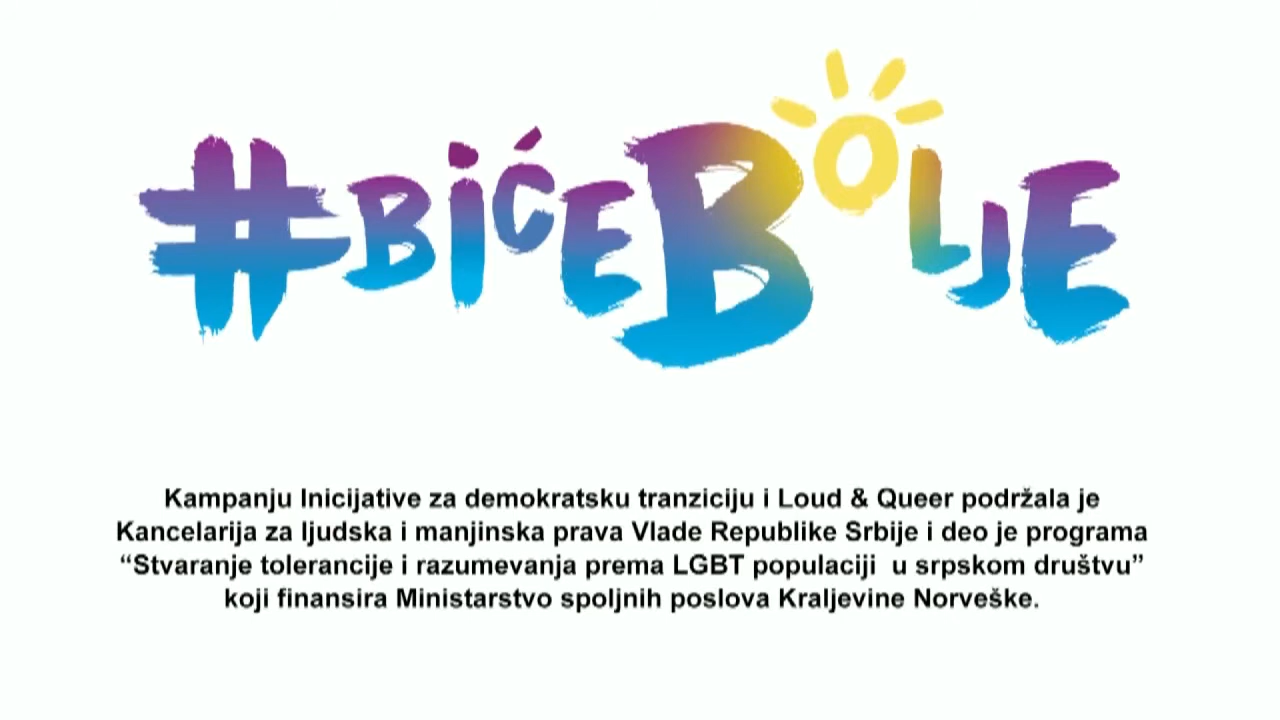 #BIĆEBOLJE
Kampanju Inicijative za demokratsku tranziciju i Loud & Queer podržala je
Kancelarija za ljudska i manjinska prava Vlade Republike Srbije i deo je programa
“Stvaranje tolerancije i razumevanja prema LGBT populaciji u srpskom društvu”
koji finansira Ministarstvo spoljnih poslova Kraljevine Norveške.